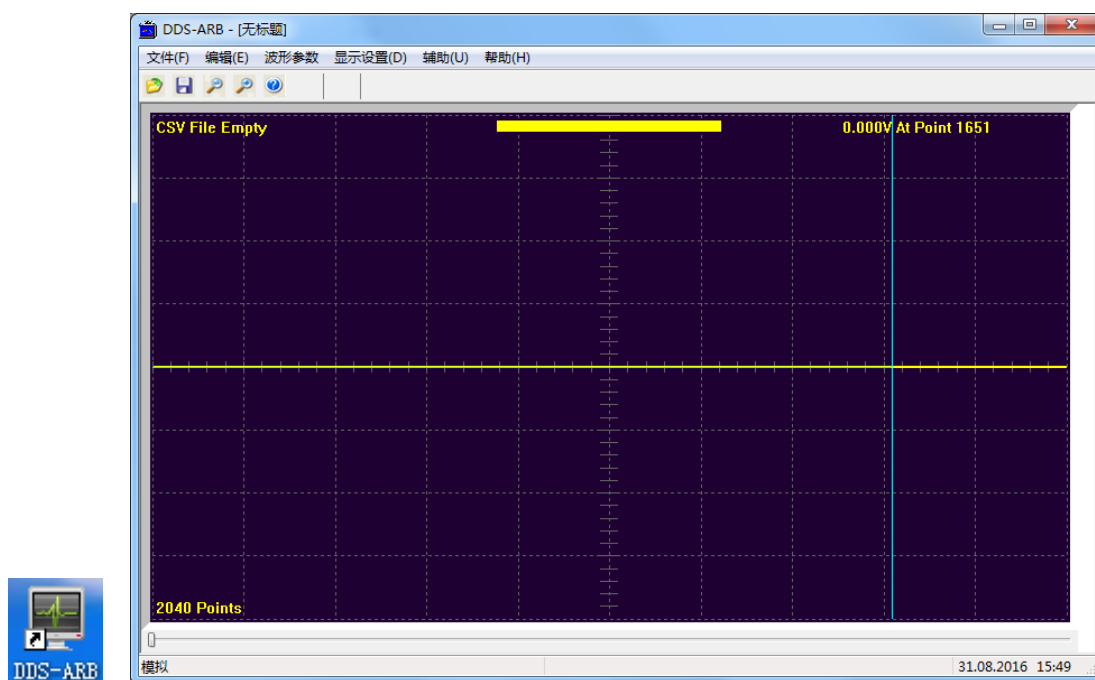 DDS-ARB - [无标题]
文件(F) 编辑(E) 波形参数 显示设置(D) 辅助(U) 帮助(H)
CSV File Empty
0.000V At Point 1651
2040 Points
模拟
31.08.2016 15:49
DDS-ARB